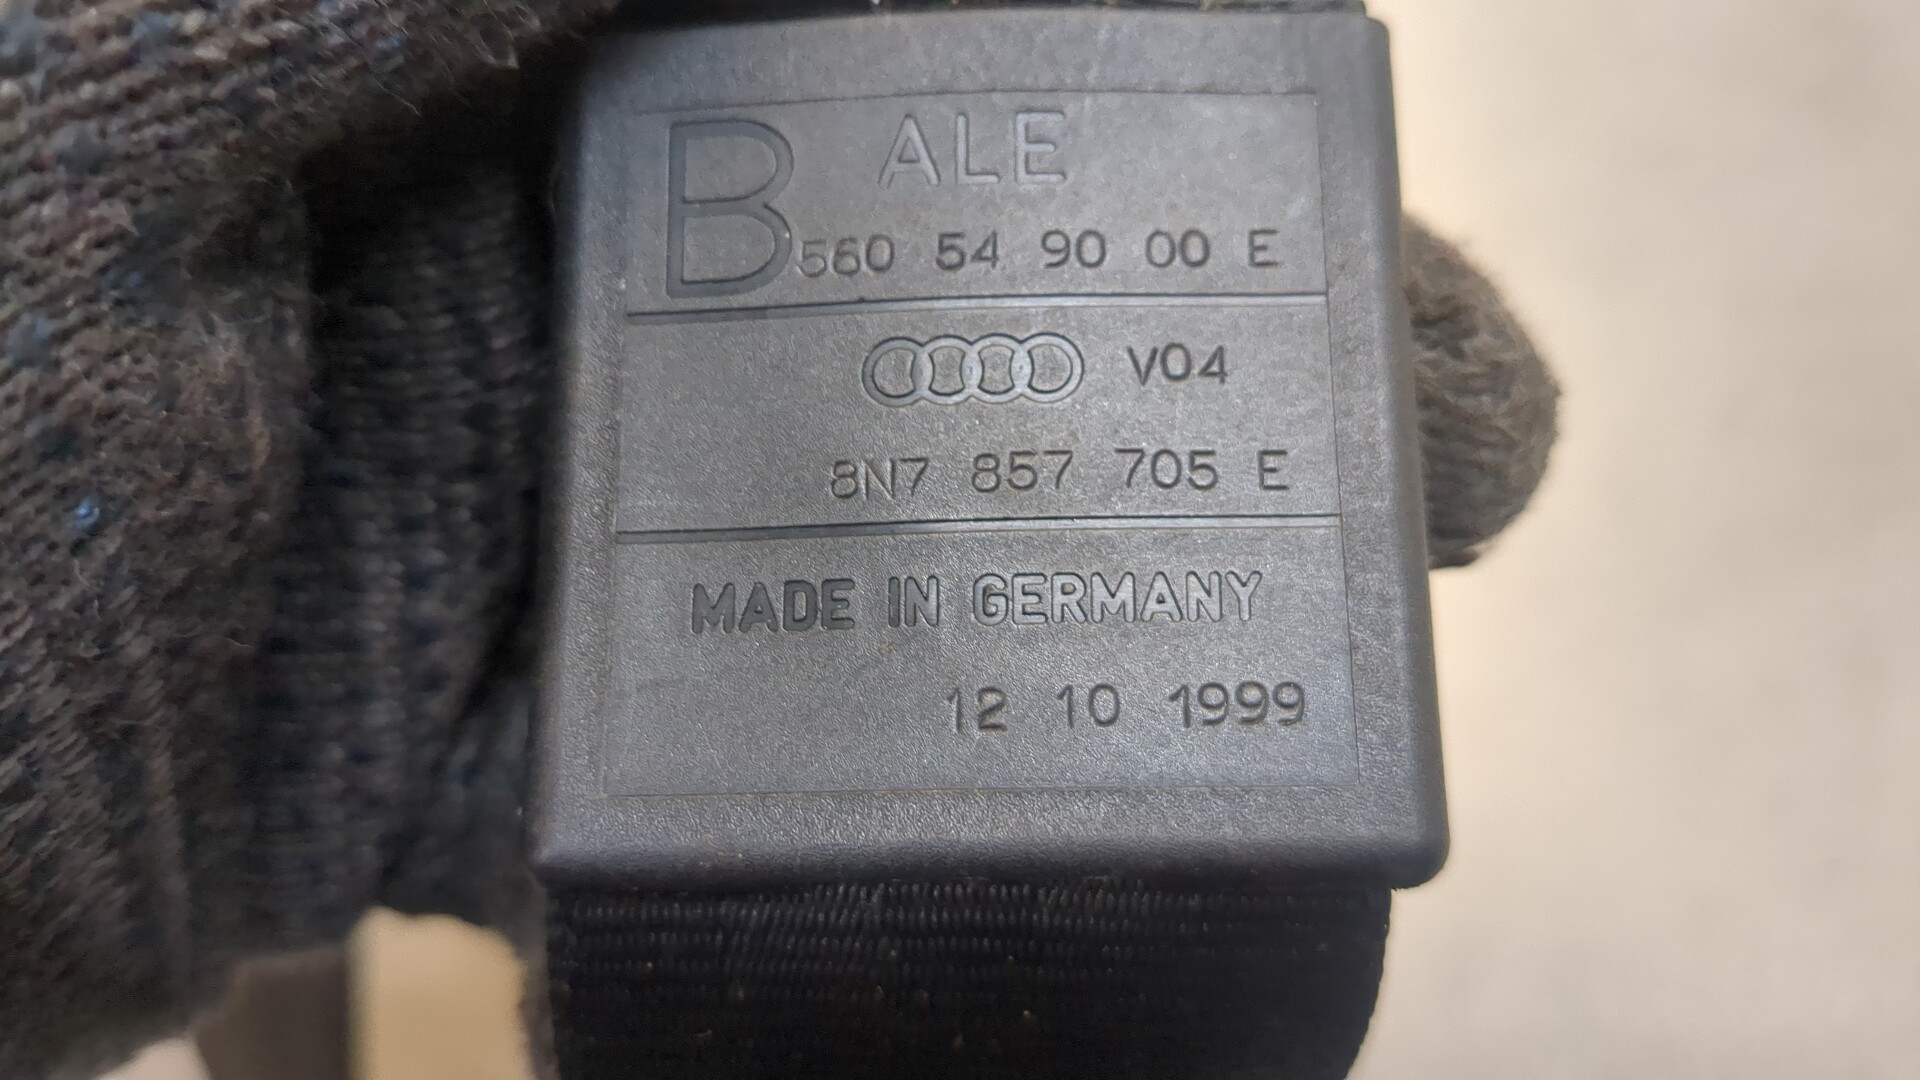 B ALE
560 54 90 00 E
V04
8N7 857 705 E
MADE IN GERMANY
12 10 1999